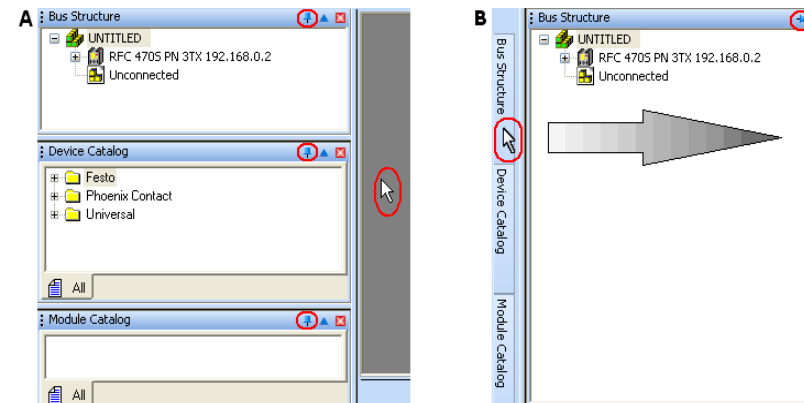 A
Bus Structure
UNTITLED
RFC 470S PN 3TX 192.168.0.2
Unconnected
Device Catalog
Festo
Phoenix Contact
Universal
All
Module Catalog
All
B
Bus Structure
Device Catalog
Module Catalog
Bus Structure
UNTITLED
RFC 470S PN 3TX 192.168.0.2
Unconnected